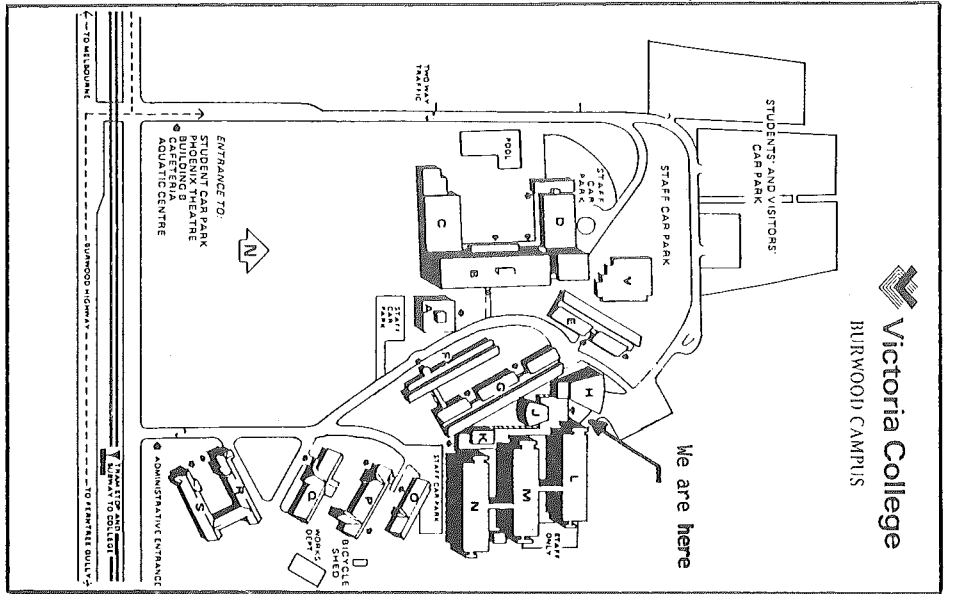 Victoria College
BURWOOD CAMPUS
STUDENTS' AND VISITORS'
CAR PARK
STAFF CAR PARK
We are here
TWO WAY
TRAFFIC
POOL
STAFF
CAR
PARK
D
C
B
V
A
E
STAFF
CAR
PARK
F
G
H
J
K
L
M
N
STAFF
ONLY
STAFF CAR PARK
O
P
Q
R
S
BICYCLE
SHED
WORKS
DEPT
ENTRANCE TO:
STUDENT CAR PARK
PHOENIX THEATRE
BUILDING B
CAFETERIA
AQUATIC CENTRE
N
ADMINISTRATIVE ENTRANCE
TRAM STOP AND
SUBWAY TO COLLEGE
TO MELBOURNE
BURWOOD HIGHWAY
TO FERNTREE GULLY